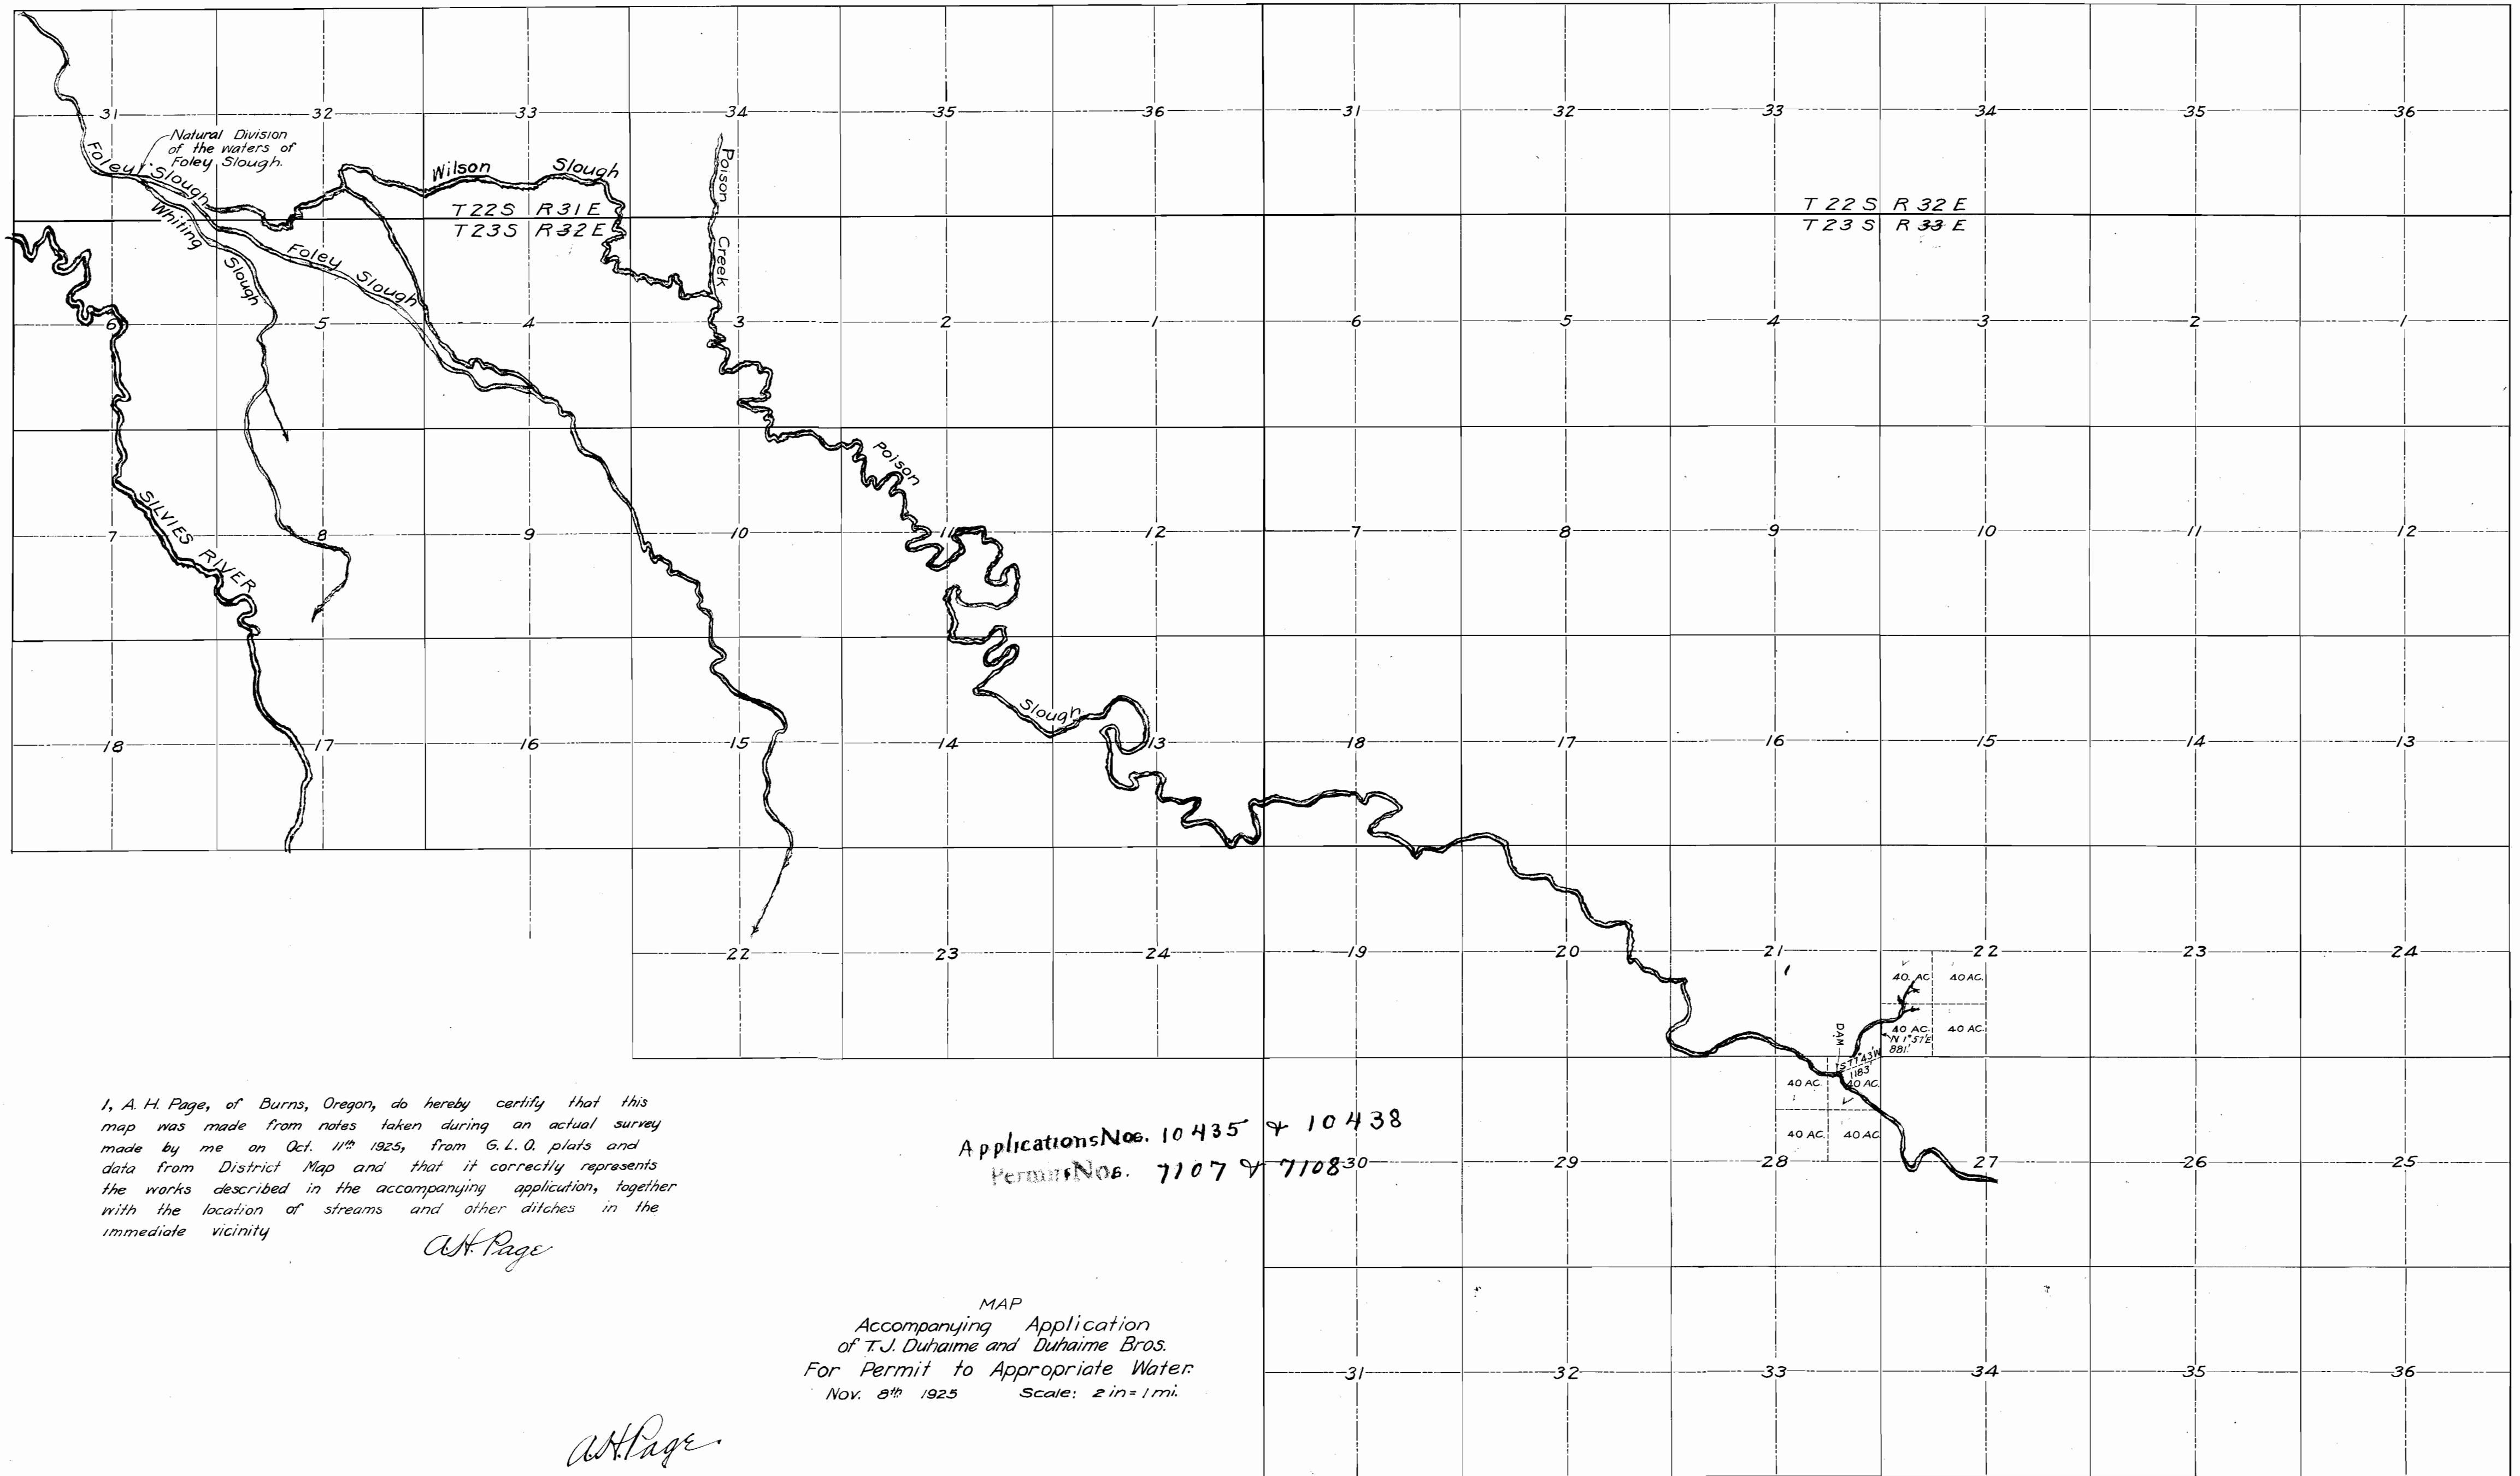 31 32 33 34 35 36 31 32 33 34 35 36
Natural Division
of the waters of
Foley Slough.
Foley Slough
Wilson Slough
Poison Creek
Whiting Slough
Foley Slough
T22S R31E
T23S R32E
T 22 S R 32 E
T 23 S R 33 E
6 5 4 3 2 1 6 5 4 3 2 1
Poison
SILVIES RIVER
7 8 9 10 11 12 7 8 9 10 11 12
Slough
18 17 16 15 14 13 18 17 16 15 14 13
22 23 24 19 20 21 22 23 24
40. AC 40 AC.
40 AC. 40 AC.
N 1°57'E
881.'
DAM
S77°43'W
1183'
40 AC. 40 AC.
40 AC. 40 AC
30 29 28 27 26 25
I, A. H. Page, of Burns, Oregon, do hereby certify that this
map was made from notes taken during an actual survey
made by me on Oct. 11th 1925, from G. L. O. plats and
data from District Map and that it correctly represents
the works described in the accompanying application, together
with the location of streams and other ditches in the
immediate vicinity
A.H. Page
Applications Nos. 10435 & 10438
Permits Nos. 7107 & 7108
MAP
Accompanying Application
of T. J. Duhaime and Duhaime Bros.
For Permit to Appropriate Water.
Nov. 8th 1925 Scale: 2 in = 1 mi.
31 32 33 34 35 36
A.H. Page.